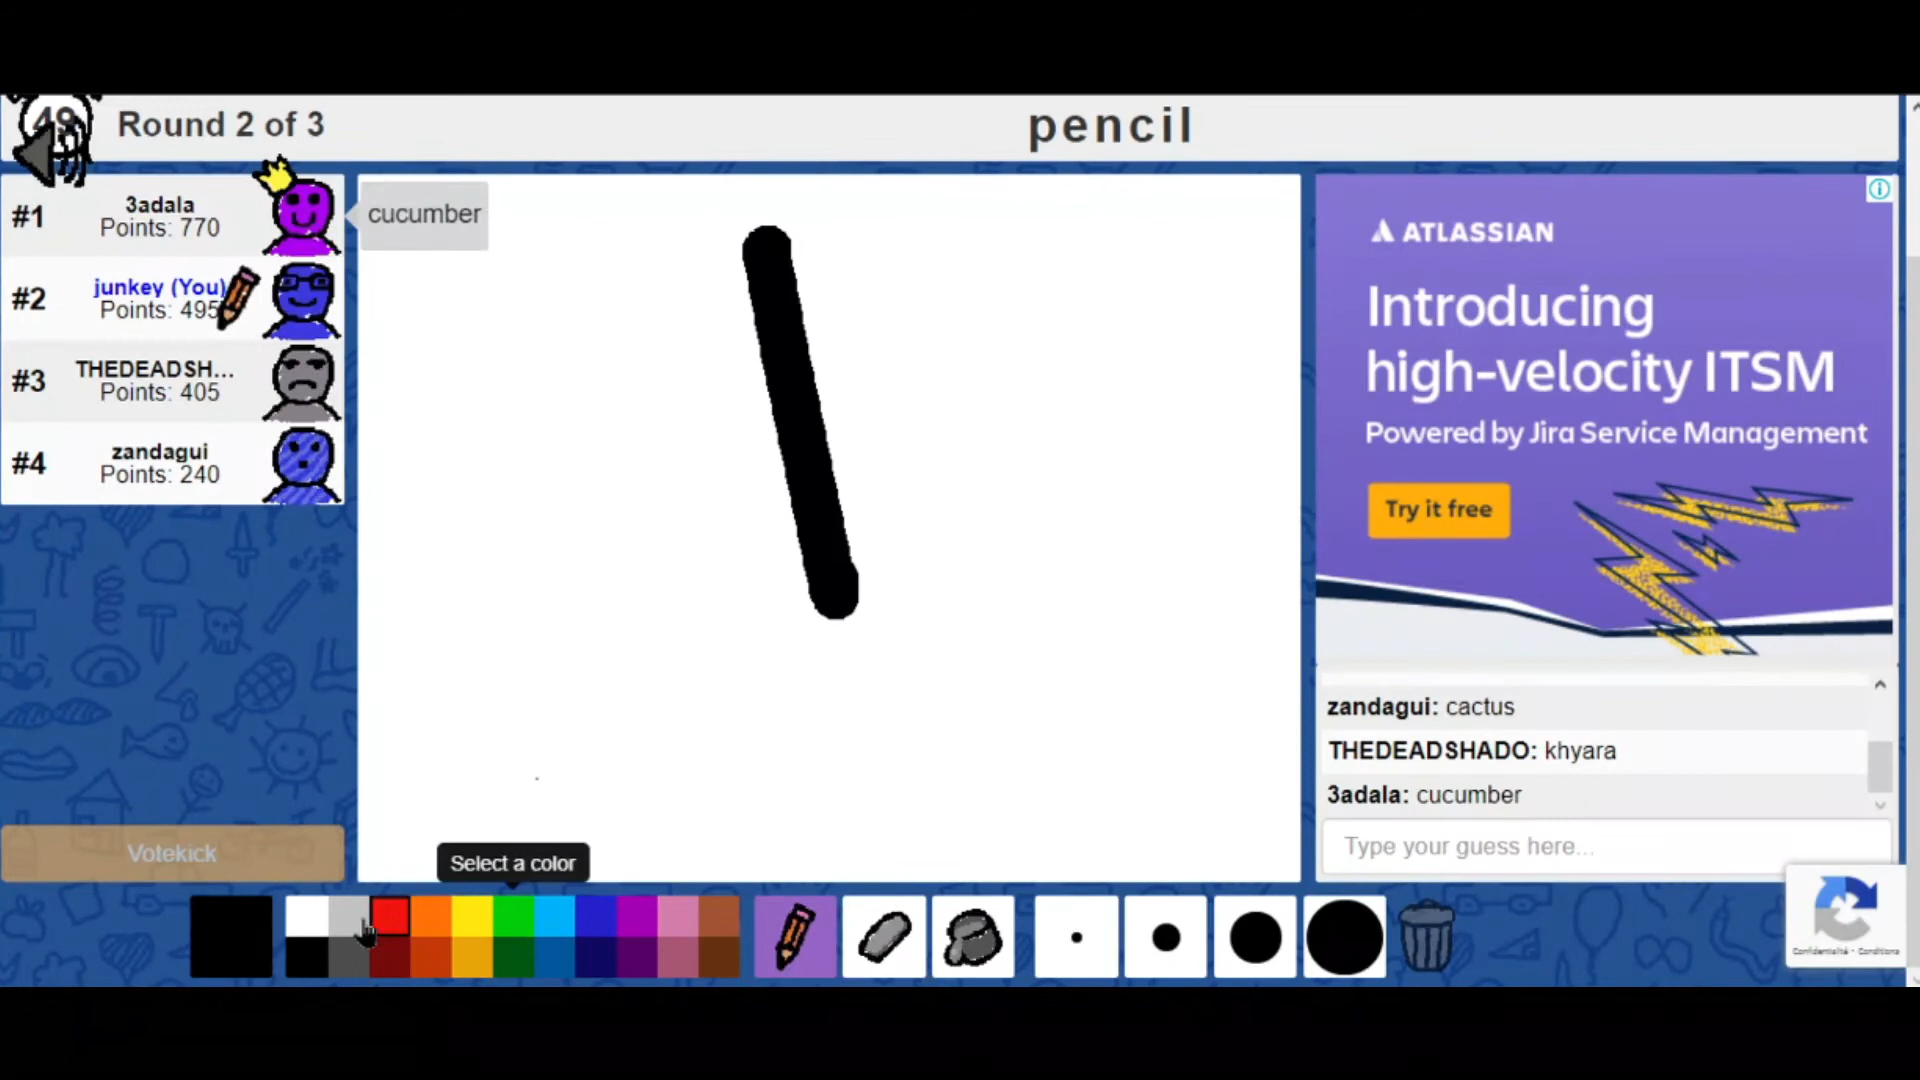 49
Round 2 of 3
pencil
#1
3adala
Points: 770
cucumber
#2
junkey (You)
Points: 495
#3
THEDEADSH...
Points: 405
#4
zandagui
Points: 240
Votekick
Select a color
ATLASSIAN
Introducing
high-velocity ITSM
Powered by Jira Service Management
Try it free
zandagui: cactus
THEDEADSHADO: khyara
3adala: cucumber
Type your guess here...
Confidentialité - Conditions